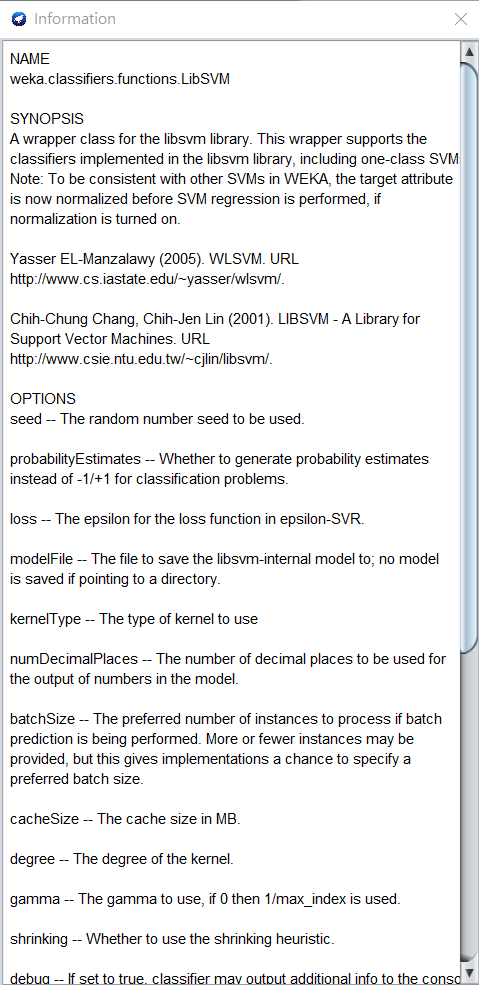 Information
NAME
weka.classifiers.functions.LibSVM
SYNOPSIS
A wrapper class for the libsvm library. This wrapper supports the
classifiers implemented in the libsvm library, including one-class SVM
Note: To be consistent with other SVMs in WEKA, the target attribute
is now normalized before SVM regression is performed, if
normalization is turned on.
Yasser EL-Manzalawy (2005). WLSVM. URL
http://www.cs.iastate.edu/~yasser/wlsvm/.
Chih-Chung Chang, Chih-Jen Lin (2001). LIBSVM - A Library for
Support Vector Machines. URL
http://www.csie.ntu.edu.tw/~cjlin/libsvm/.
OPTIONS
seed -- The random number seed to be used.
probabilityEstimates -- Whether to generate probability estimates
instead of -1/+1 for classification problems.
loss -- The epsilon for the loss function in epsilon-SVR.
modelFile -- The file to save the libsvm-internal model to; no model
is saved if pointing to a directory.
kernelType -- The type of kernel to use
numDecimalPlaces -- The number of decimal places to be used for
the output of numbers in the model.
batchSize -- The preferred number of instances to process if batch
prediction is being performed. More or fewer instances may be
provided, but this gives implementations a chance to specify a
preferred batch size.
cacheSize -- The cache size in MB.
degree -- The degree of the kernel.
gamma -- The gamma to use, if 0 then 1/max_index is used.
shrinking -- Whether to use the shrinking heuristic.
debug -- If set to true, classifier may output additional info to the consc